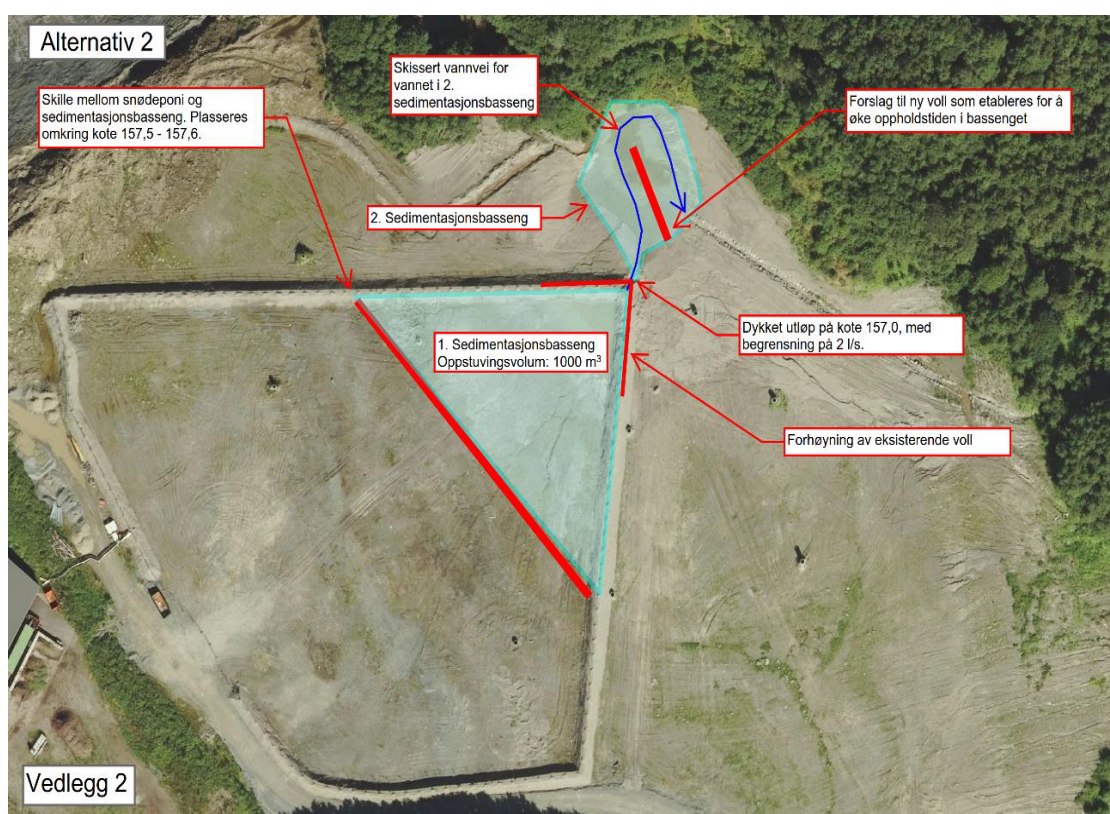 Alternativ 2
Skille mellom snødeponi og
sedimentasjonsbasseng. Plasseres
omkring kote 157,5 - 157,6.
Skissert vannvei for
vannet i 2.
sedimentasjonsbasseng
Forslag til ny voll som etableres for å
øke oppholdstiden i bassenget
2. Sedimentasjonsbasseng
1. Sedimentasjonsbasseng
Oppstuvingsvolum: 1000 m³
Dykket utløp på kote 157,0, med
begrensning på 2 l/s.
Forhøyning av eksisterende voll
Vedlegg 2